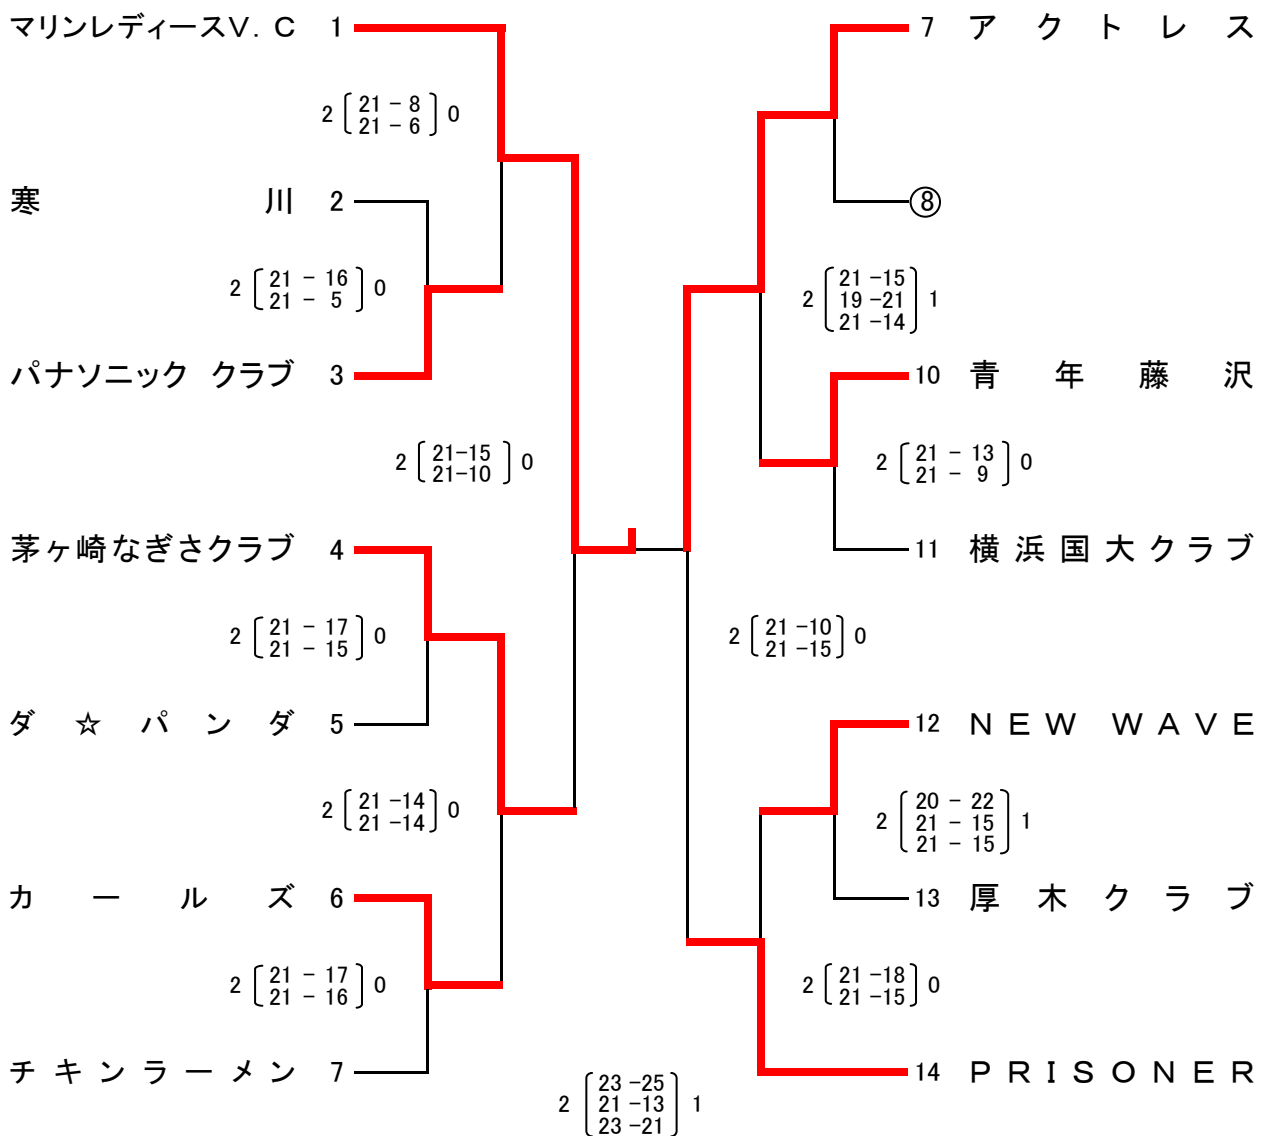 マリンレディースV.C 1
2 21 - 8 0
21 - 6
寒川 2
2 21 - 16 0
21 - 5
パナソニック クラブ 3
2 21-15 0
21-10
茅ヶ崎なぎさクラブ 4
2 21 - 17 0
21 - 15
ダ☆パンダ 5
2 21 -14 0
21 -14
カールズ 6
2 21 - 17 0
21 - 16
チキンラーメン 7
7 アクトレス
⑧
21 -15
2 19 -21 1
21 -14
10 青年藤沢
2 21 - 13 0
21 - 9
11 横浜国大クラブ
2 21 -10 0
21 -15
12 NEW WAVE
20 - 22
2 21 - 15 1
21 - 15
13 厚木クラブ
2 21 -18 0
21 -15
14 PRISONER
23 -25
2 21 -13 1
23 -21